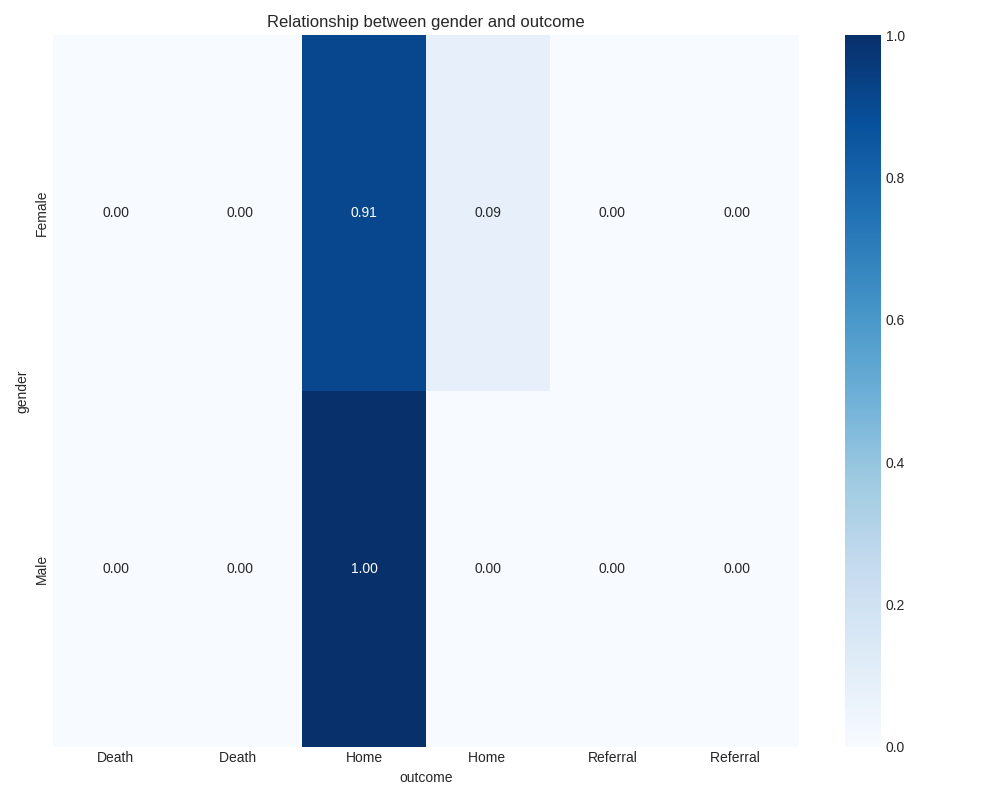 Relationship between gender and outcome
1.0
Female
0.00 0.00 0.91 0.09 0.00 0.00
0.8
0.6
gender
0.4
Male
0.00 0.00 1.00 0.00 0.00 0.00
0.2
0.0
Death Death Home Home Referral Referral
outcome